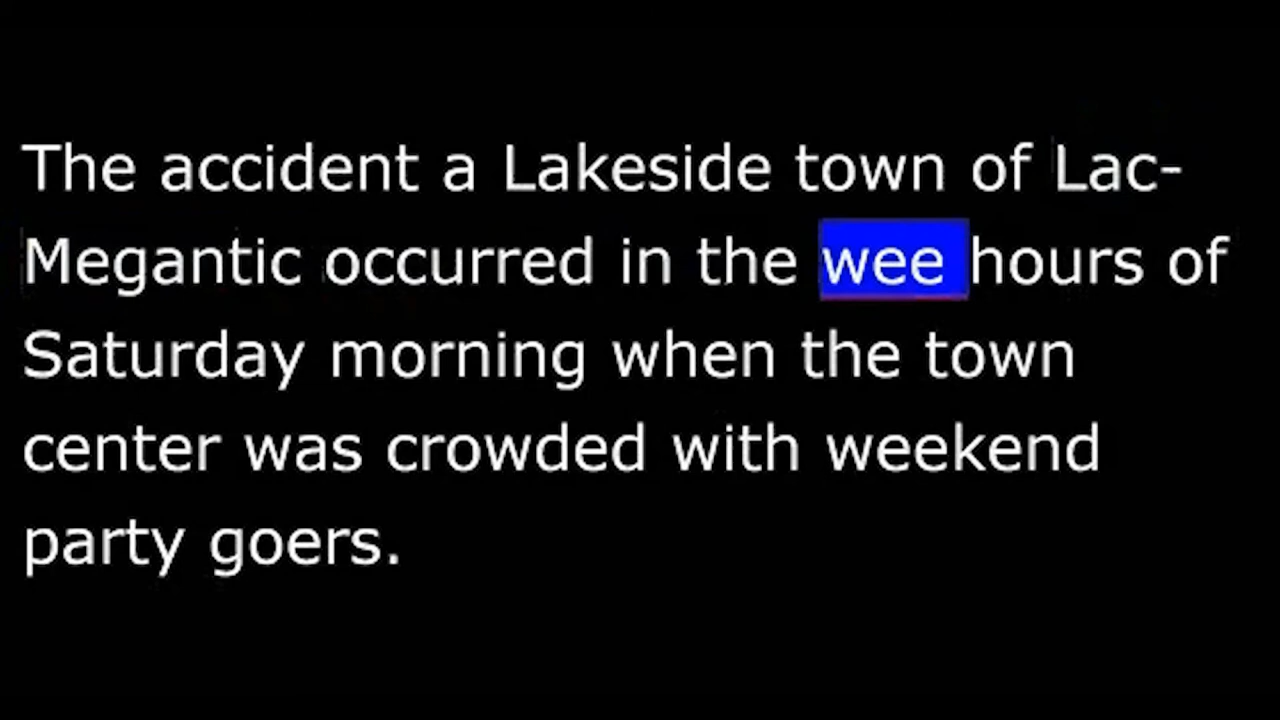 The accident a Lakeside town of Lac-
Megantic occurred in the wee hours of
Saturday morning when the town
center was crowded with weekend
party goers.